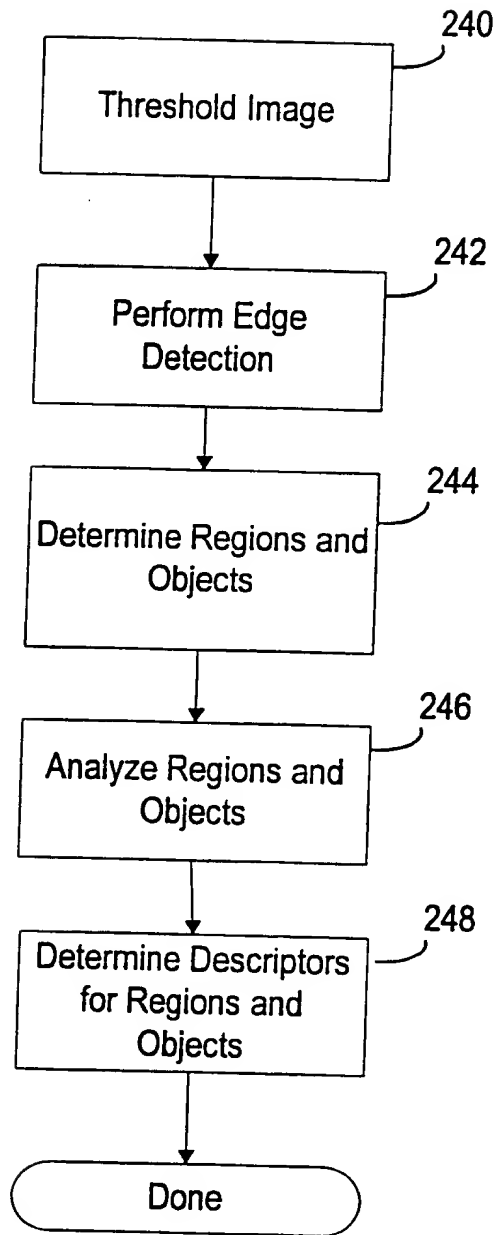 240
Threshold Image
242
Perform Edge
Detection
244
Determine Regions and
Objects
246
Analyze Regions and
Objects
248
Determine Descriptors
for Regions and
Objects
Done